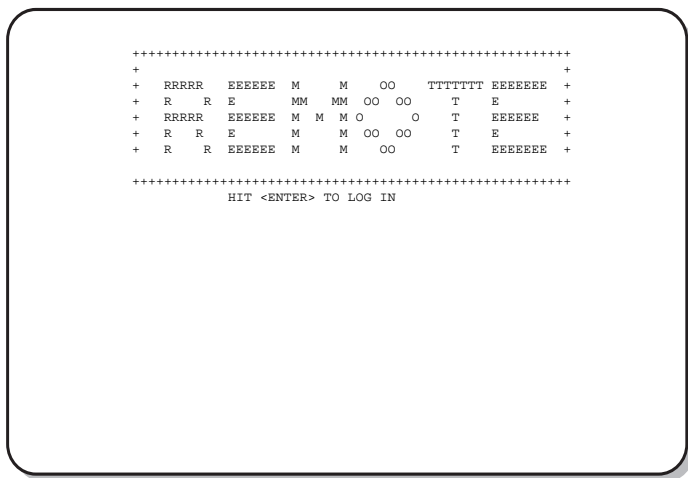 +++++++++++++++++++++++++++++++++++++++++++++++++++++++
+                                                     +
+   RRRRR   EEEEEE  M     M    OO    TTTTTTT EEEEEEE  +
+   R    R  E       MM   MM  OO  OO     T    E        +
+   RRRRR   EEEEEE  M  M  M O      O    T    EEEEEE   +
+   R   R   E       M     M  OO  OO     T    E        +
+   R    R  EEEEEE  M     M    OO       T    EEEEEEE  +
+++++++++++++++++++++++++++++++++++++++++++++++++++++++
HIT <ENTER> TO LOG IN